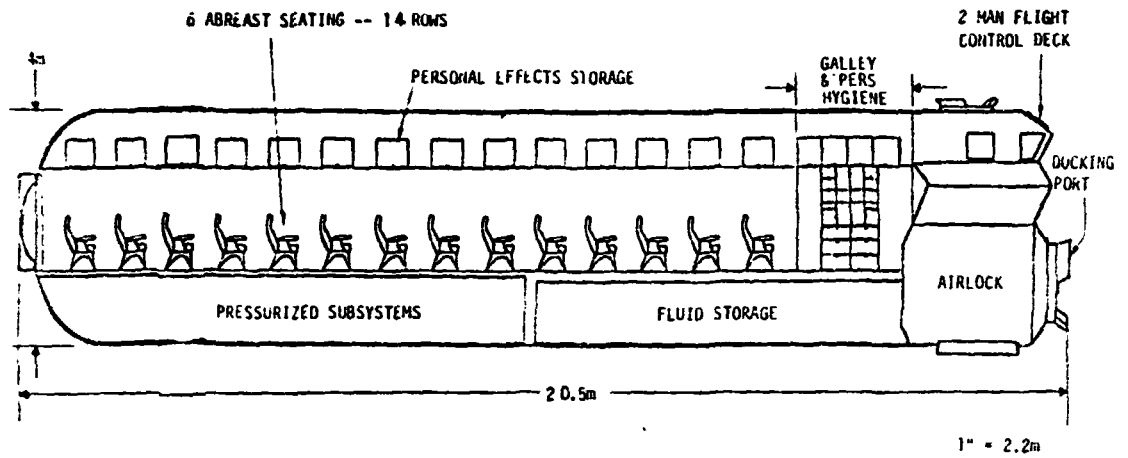 6 ABREAST SEATING -- 14 ROWS
2 MAN FLIGHT
CONTROL DECK
4m
PERSONAL EFFECTS STORAGE
GALLEY
& PERS
HYGIENE
DOCKING
PORT
AIRLOCK
PRESSURIZED SUBSYSTEMS
FLUID STORAGE
20.5m
1" = 2.2m